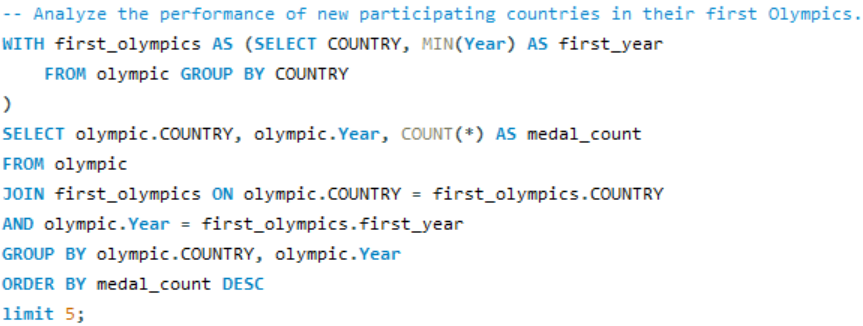 -- Analyze the performance of new participating countries in their first Olympics.
WITH first_olympics AS (SELECT COUNTRY, MIN(Year) AS first_year
    FROM olympic GROUP BY COUNTRY
)
SELECT olympic.COUNTRY, olympic.Year, COUNT(*) AS medal_count
FROM olympic
JOIN first_olympics ON olympic.COUNTRY = first_olympics.COUNTRY
AND olympic.Year = first_olympics.first_year
GROUP BY olympic.COUNTRY, olympic.Year
ORDER BY medal_count DESC
limit 5;